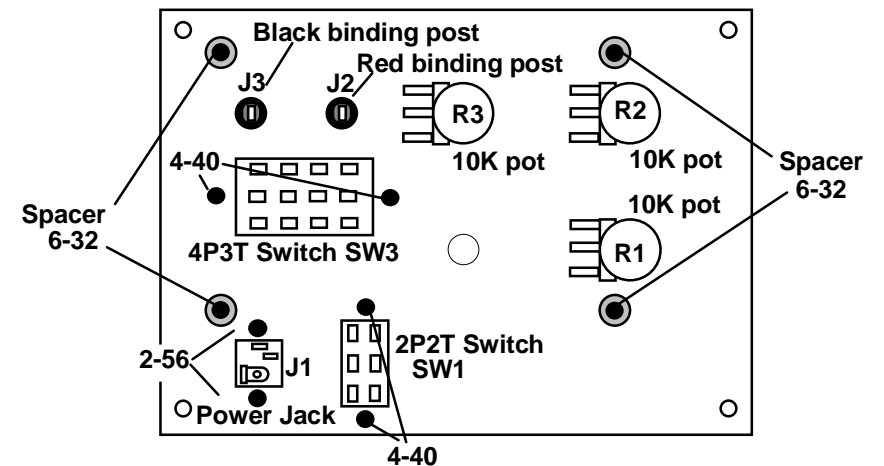 Black binding post
Red binding post
J3
J2
R3
R2
10K pot
10K pot
4-40
Spacer
6-32
10K pot
Spacer
6-32
4P3T Switch SW3
R1
2-56
J1
2P2T Switch
SW1
Power Jack
4-40